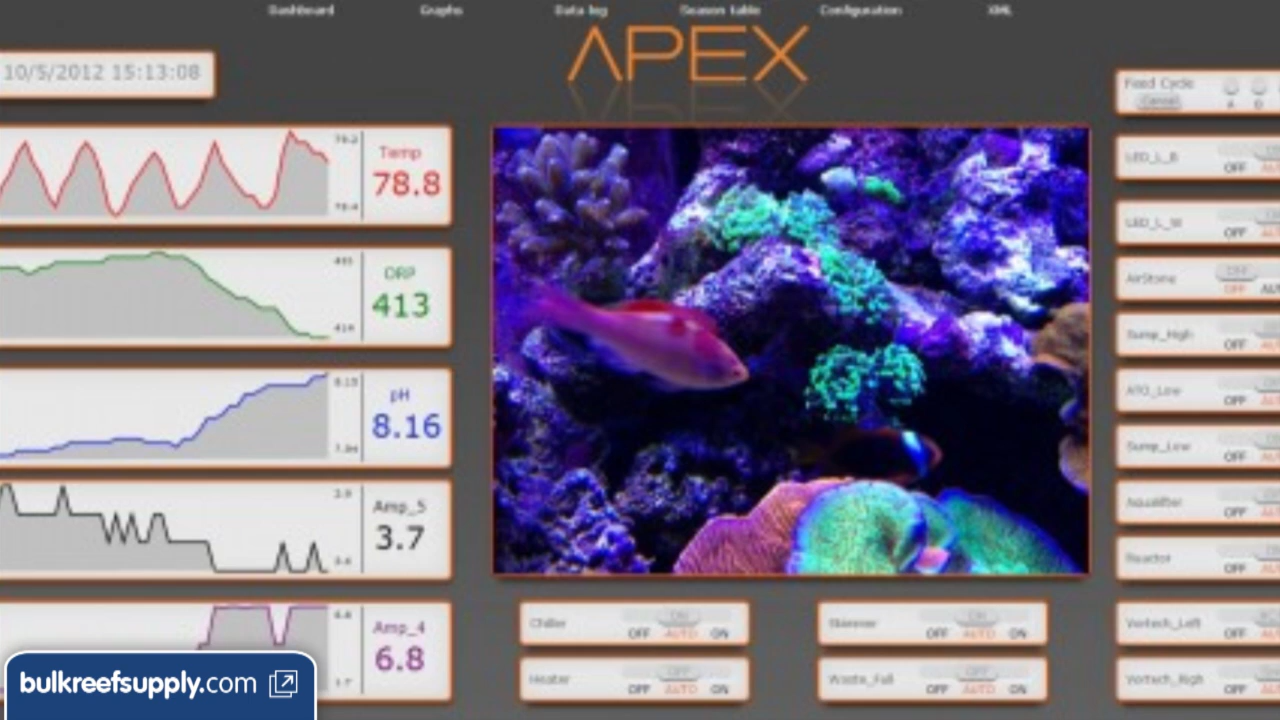 Dashboard Graphs Data log Season table Configuration XML
APEX
10/5/2012 15:13:08
Feed Cycle
Cancel
A B
Temp
78.8
ORP
413
pH
8.16
Amp_5
3.7
Amp_4
6.8
LED_L_B
OFF
LED_L_W
OFF
AirStone
OFF
Sump_High
OFF
ATO_Low
OFF
Sump_Low
OFF
OFF
Reactor
OFF
Chiller
OFF AUTO ON
Skimmer
OFF AUTO ON
Vortech_Left
OFF
Heater
OFF AUTO ON
Waste_Full
OFF AUTO ON
Vortech_Right
OFF
bulkreefsupply.com